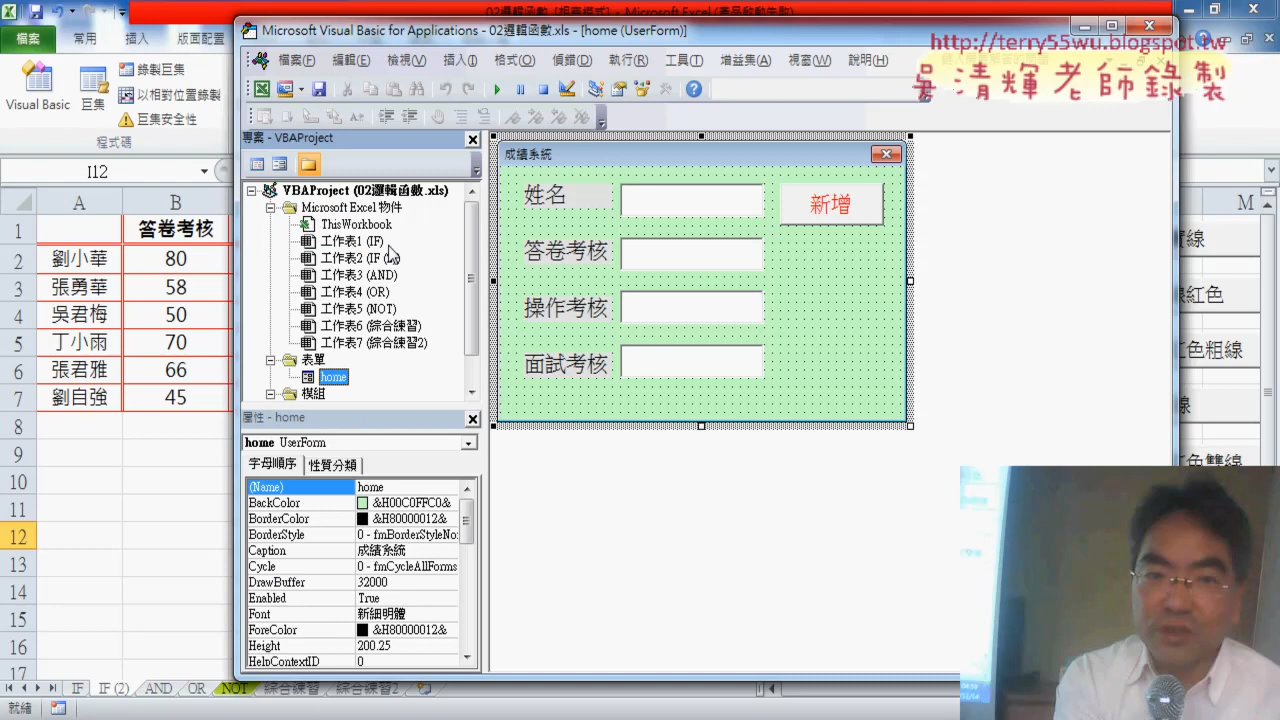 02邏輯函數 [相容模式] - Microsoft Excel (產品啟動失敗)
Microsoft Visual Basic for Applications - 02邏輯函數.xls - [home (UserForm)]
http://terry55wu.blogspot.tw
吳清輝老師錄製
檔案 常用 插入 版面配置
檔案(F) 編輯(E) 檢視(V) 插入(I) 格式(O) 偵錯(D) 執行(R) 工具(T) 增益集(A) 視窗(W) 說明(H)
Visual Basic
巨集
錄製巨集
以相對位置錄製
巨集安全性
程式碼
I12
A B M
1 答卷考核
2 劉小華 80
3 張勇華 58
4 吳君梅 50
5 丁小雨 70
6 張君雅 66
7 劉自強 45
8
9
10
11
12
13
14
15
16
17
專案 - VBAProject
VBAProject (02邏輯函數.xls)
Microsoft Excel 物件
ThisWorkbook
工作表1 (IF)
工作表2 (IF (
工作表3 (AND)
工作表4 (OR)
工作表5 (NOT)
工作表6 (綜合練習)
工作表7 (綜合練習2)
表單
home
模組
屬性 - home
home UserForm
字母順序 性質分類
(Name) home
BackColor &H00C0FFC0&
BorderColor &H80000012&
BorderStyle 0 - fmBorderStyleNo
Caption 成績系統
Cycle 0 - fmCycleAllForms
DrawBuffer 32000
Enabled True
Font 新細明體
ForeColor &H80000012&
Height 200.25
HelpContextID 0
成績系統
姓名
新增
答卷考核
操作考核
面試考核
實線
線紅色
紅色粗線
線
紅色雙線
IF IF (2) AND OR NOT 綜合練習 綜合練習2
就緒